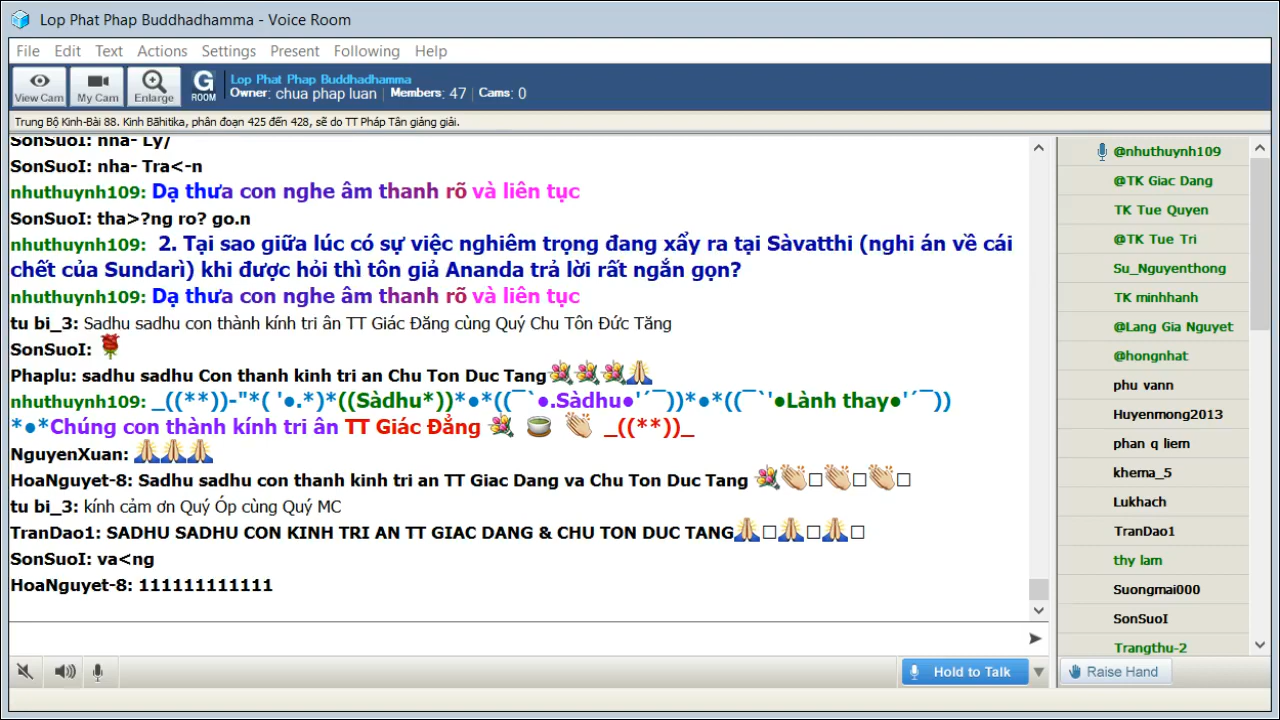 Lop Phat Phap Buddhadhamma - Voice Room
File Edit Text Actions Settings Present Following Help
View Cam My Cam Enlarge G ROOM
Lop Phat Phap Buddhadhamma
Owner: chua phap luan | Members: 47 | Cams: 0
Trung Bộ Kinh-Bài 88. Kinh Bãhitika, phân đoạn 425 đến 428, sẽ do TT Pháp Tân giảng giải.
SonSuoI: nha- Ly/
SonSuoI: nha- Tra<-n
nhuthuynh109: Dạ thưa con nghe âm thanh rõ và liên tục
SonSuoI: tha>?ng ro? go.n
nhuthuynh109: 2. Tại sao giữa lúc có sự việc nghiêm trọng đang xẩy ra tại Sàvatthi (nghi án về cái
chết của Sundarì) khi được hỏi thì tôn giả Ananda trả lời rất ngắn gọn?
nhuthuynh109: Dạ thưa con nghe âm thanh rõ và liên tục
tu bi_3: Sadhu sadhu con thành kính tri ân TT Giác Đăng cùng Quý Chu Tôn Đức Tăng
SonSuoI: 🌹
Phaplu: sadhu sadhu Con thanh kinh tri an Chu Ton Duc Tang💐💐💐🙏
nhuthuynh109: _((**))-"*( '●.*)*((Sàdhu*))*●*((¯`●.Sàdhu●'´¯))*●*((¯`'●Lành thay●'´¯))
*●*Chúng con thành kính tri ân TT Giác Đẳng 💐 🍵 👏 _((**))_
NguyenXuan: 🙏🙏🙏
HoaNguyet-8: Sadhu sadhu con thanh kinh tri an TT Giac Dang va Chu Ton Duc Tang 💐👏□👏□👏□
tu bi_3: kính cảm ơn Quý Óp cùng Quý MC
TranDao1: SADHU SADHU CON KINH TRI AN TT GIAC DANG & CHU TON DUC TANG🙏□🙏□🙏□
SonSuoI: va<ng
HoaNguyet-8: 111111111111
Hold to Talk
@nhuthuynh109
@TK Giac Dang
TK Tue Quyen
@TK Tue Tri
Su_Nguyenthong
TK minhhanh
@Lang Gia Nguyet
@hongnhat
phu vann
Huyenmong2013
phan q liem
khema_5
Lukhach
TranDao1
thy lam
Suongmai000
SonSuoI
Trangthu-2
Raise Hand